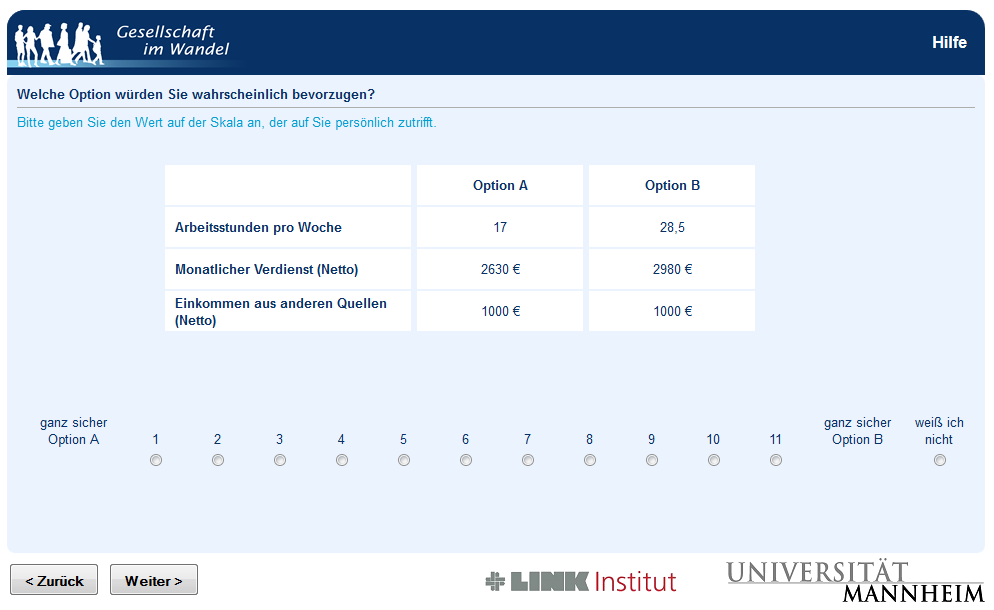 Gesellschaft
im Wandel
Hilfe
Welche Option würden Sie wahrscheinlich bevorzugen?
Bitte geben Sie den Wert auf der Skala an, der auf Sie persönlich zutrifft.
Option A Option B
Arbeitsstunden pro Woche 17 28,5
Monatlicher Verdienst (Netto) 2630 € 2980 €
Einkommen aus anderen Quellen
(Netto) 1000 € 1000 €
ganz sicher ganz sicher weiß ich
Option A 1 2 3 4 5 6 7 8 9 10 11 Option B nicht
< Zurück Weiter >
LINK Institut
UNIVERSITÄT
MANNHEIM